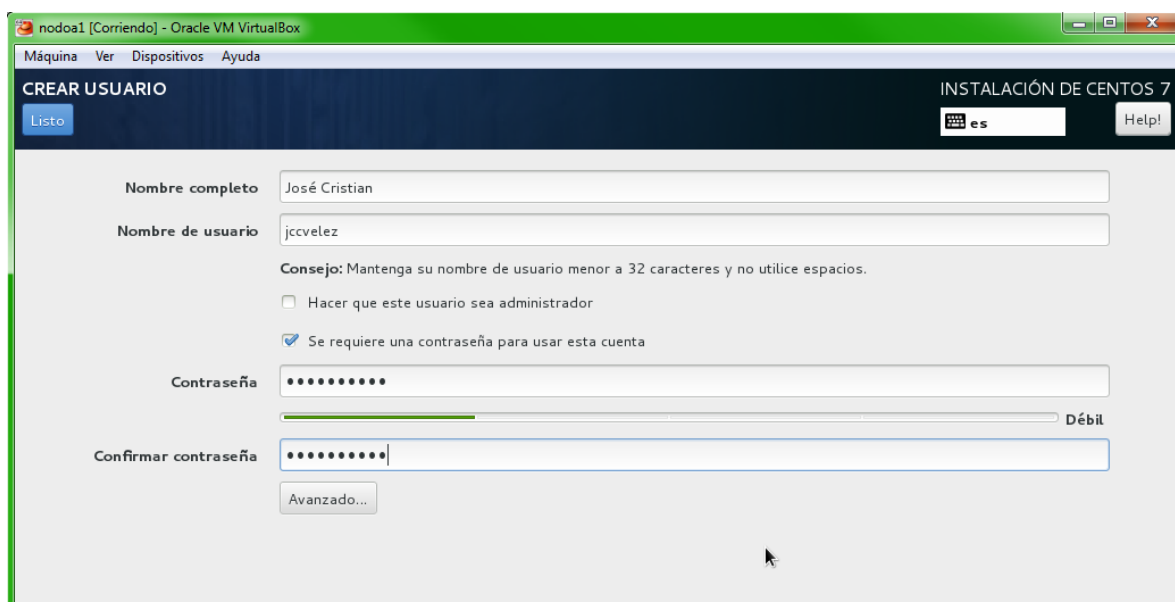 nodoa1 [Corriendo] - Oracle VM VirtualBox
Máquina Ver Dispositivos Ayuda
CREAR USUARIO
INSTALACIÓN DE CENTOS 7
Listo
es
Help!
Nombre completo José Cristian
Nombre de usuario jccvelez
Consejo: Mantenga su nombre de usuario menor a 32 caracteres y no utilice espacios.
Hacer que este usuario sea administrador
Se requiere una contraseña para usar esta cuenta
Contraseña ••••••••••
Débil
Confirmar contraseña ••••••••••
Avanzado...